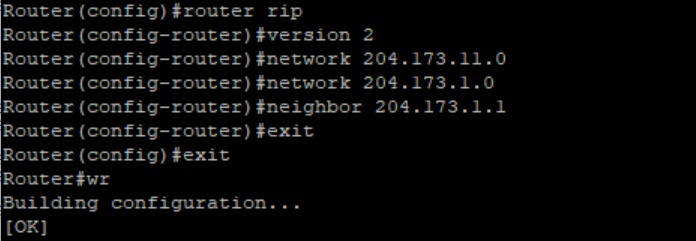 Router(config)#router rip
Router(config-router)#version 2
Router(config-router)#network 204.173.11.0
Router(config-router)#network 204.173.1.0
Router(config-router)#neighbor 204.173.1.1
Router(config-router)#exit
Router(config)#exit
Router#wr
Building configuration...
[OK]